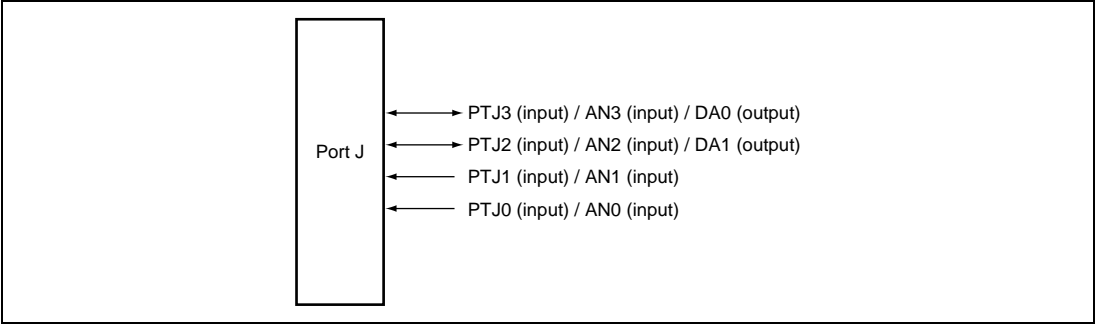 Port J
PTJ3 (input) / AN3 (input) / DA0 (output)
PTJ2 (input) / AN2 (input) / DA1 (output)
PTJ1 (input) / AN1 (input)
PTJ0 (input) / AN0 (input)